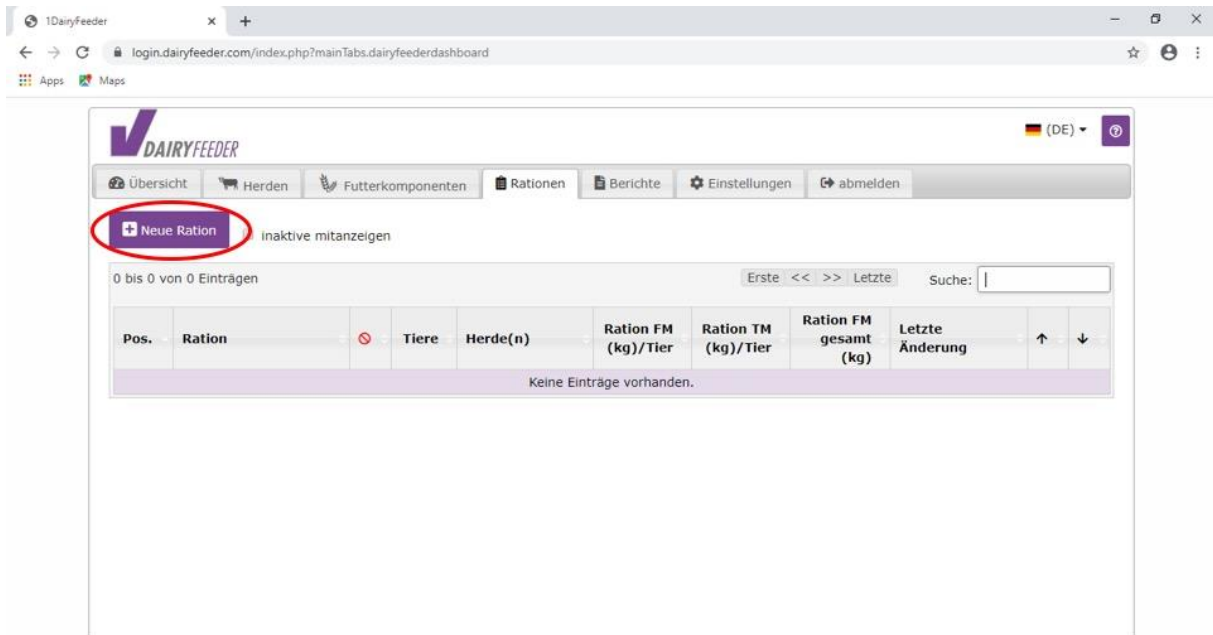 1DairyFeeder
login.dairyfeeder.com/index.php?mainTabs.dairyfeederdashboard
Apps Maps
DAIRYFEEDER
(DE)
Übersicht Herden Futterkomponenten Rationen Berichte Einstellungen abmelden
Neue Ration inaktive mitanzeigen
0 bis 0 von 0 Einträgen Erste << >> Letzte Suche:
Pos. Ration Tiere Herde(n) Ration FM (kg)/Tier Ration TM (kg)/Tier Ration FM gesamt (kg) Letzte Änderung
Keine Einträge vorhanden.